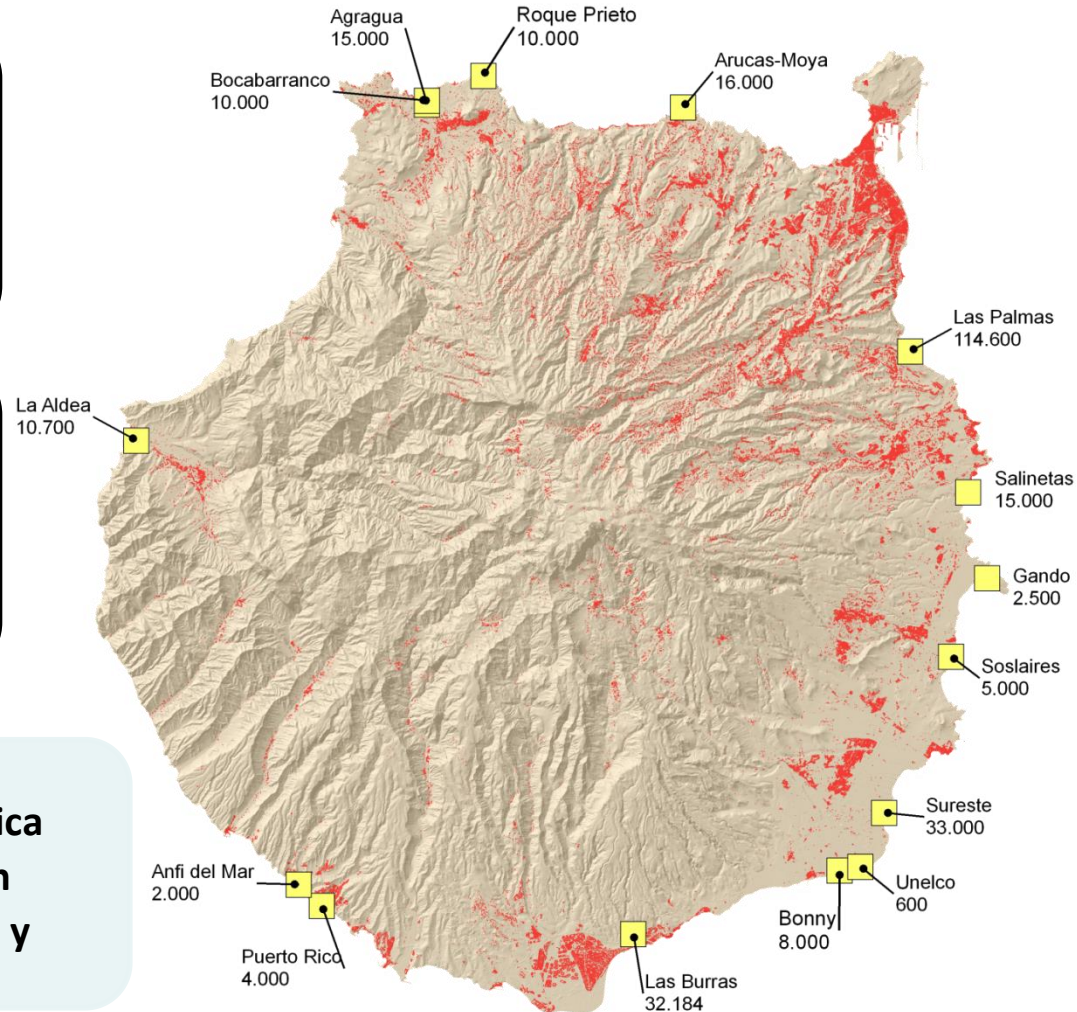 Agragua
15.000
Roque Prieto
10.000
Bocabarranco
10.000
Arucas-Moya
16.000
Las Palmas
114.600
La Aldea
10.700
Salinetas
15.000
Gando
2.500
Soslaires
5.000
Sureste
33.000
Unelco
600
Bonny
8.000
Anfi del Mar
2.000
Puerto Rico
4.000
Las Burras
32.184
ica
n
y